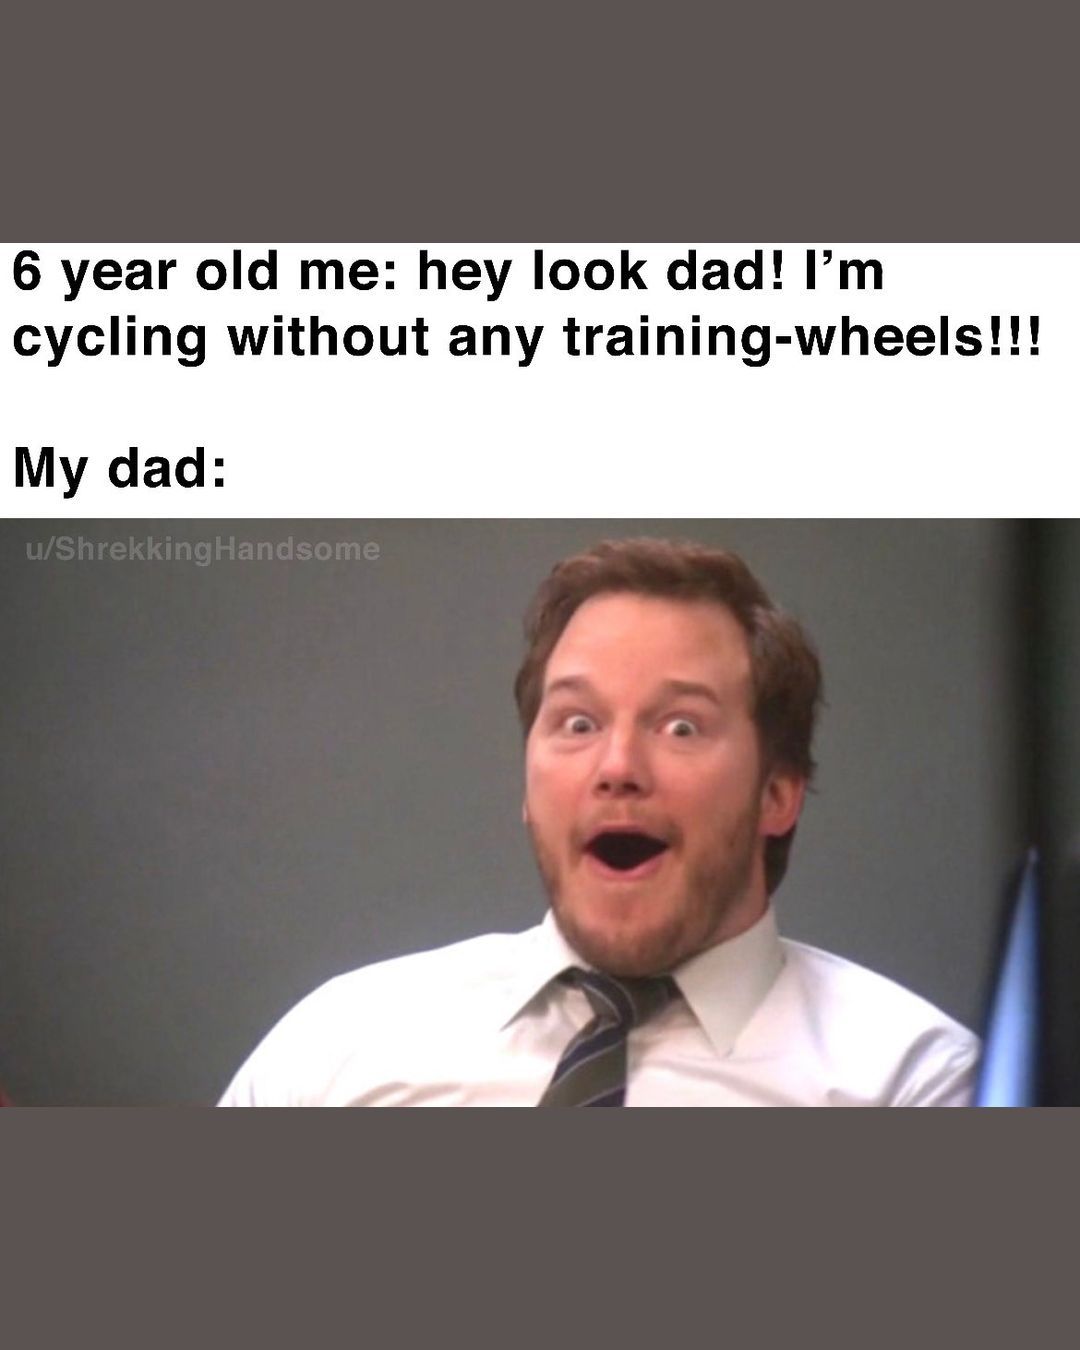 6 year old me: hey look dad! I’m
cycling without any training-wheels!!!
My dad:
u/ShrekkingHandsome